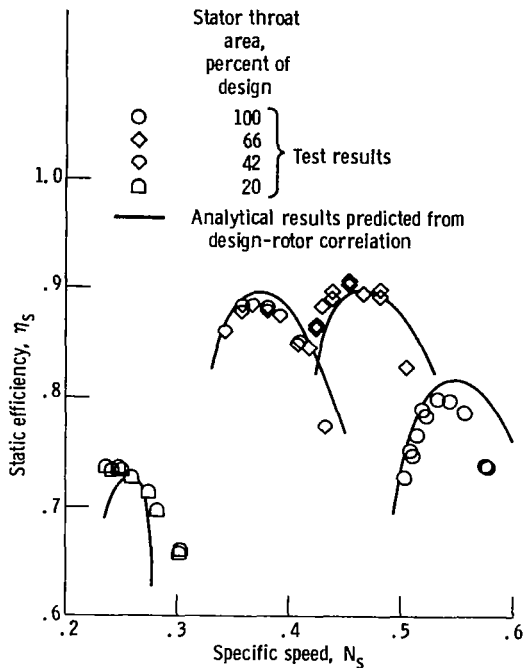 Stator throat
area,
percent of
design
100
66
42
20
Test results
Analytical results predicted from
design-rotor correlation
1.0
.9
.8
.7
.6
Static efficiency, ηs
.2 .3 .4 .5 .6
Specific speed, Ns